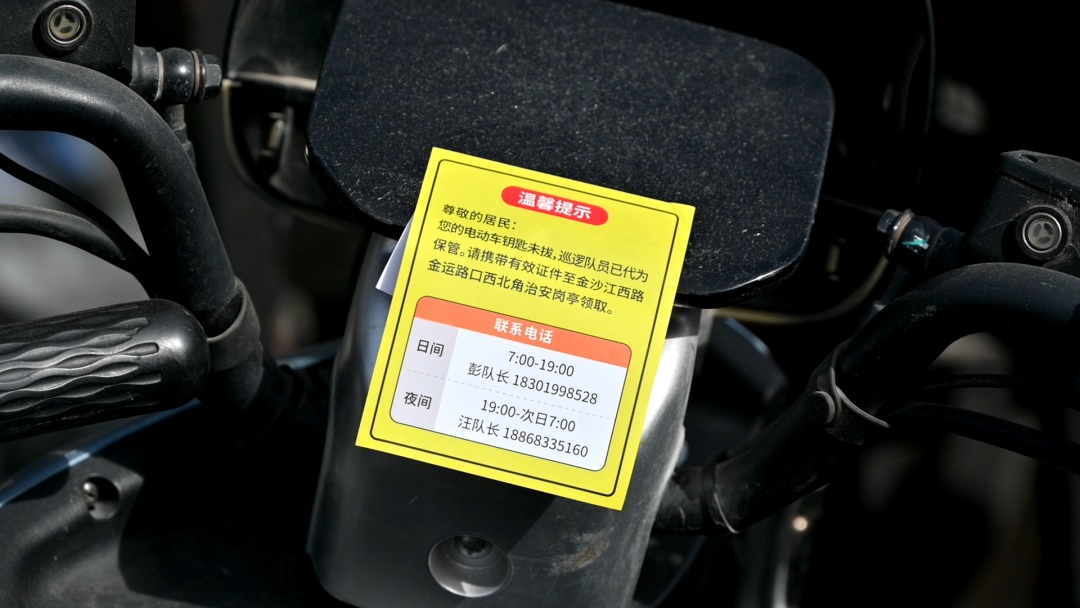 温馨提示
尊敬的居民：
您的电动车钥匙未拔，巡逻队员已代为
保管。请携带有效证件至金沙江西路
金运路口西北角治安岗亭领取。
联系电话
日间
7:00-19:00
彭队长 18301998528
夜间
19:00-次日7:00
汪队长 18868335160